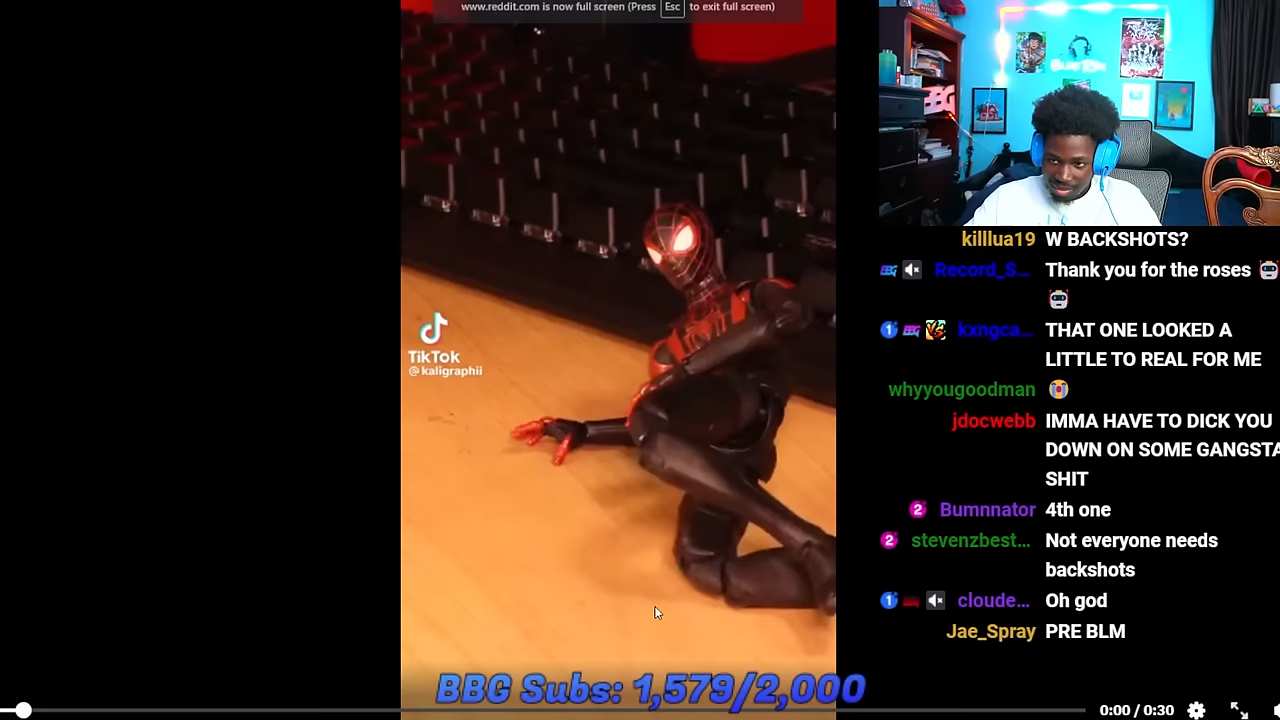 www.reddit.com is now full screen (Press Esc to exit full screen)
TikTok
@kaligraphii
killlua19 W BACKSHOTS?
Record_S... Thank you for the roses
kxngca... THAT ONE LOOKED A
LITTLE TO REAL FOR ME
whyyougoodman
jdocwebb IMMA HAVE TO DICK YOU
DOWN ON SOME GANGSTA
SHIT
2 Bumnnator 4th one
2 stevenzbest... Not everyone needs
backshots
1 cloude... Oh god
Jae_Spray PRE BLM
BBG Subs: 1,579/2,000
0:00 / 0:30